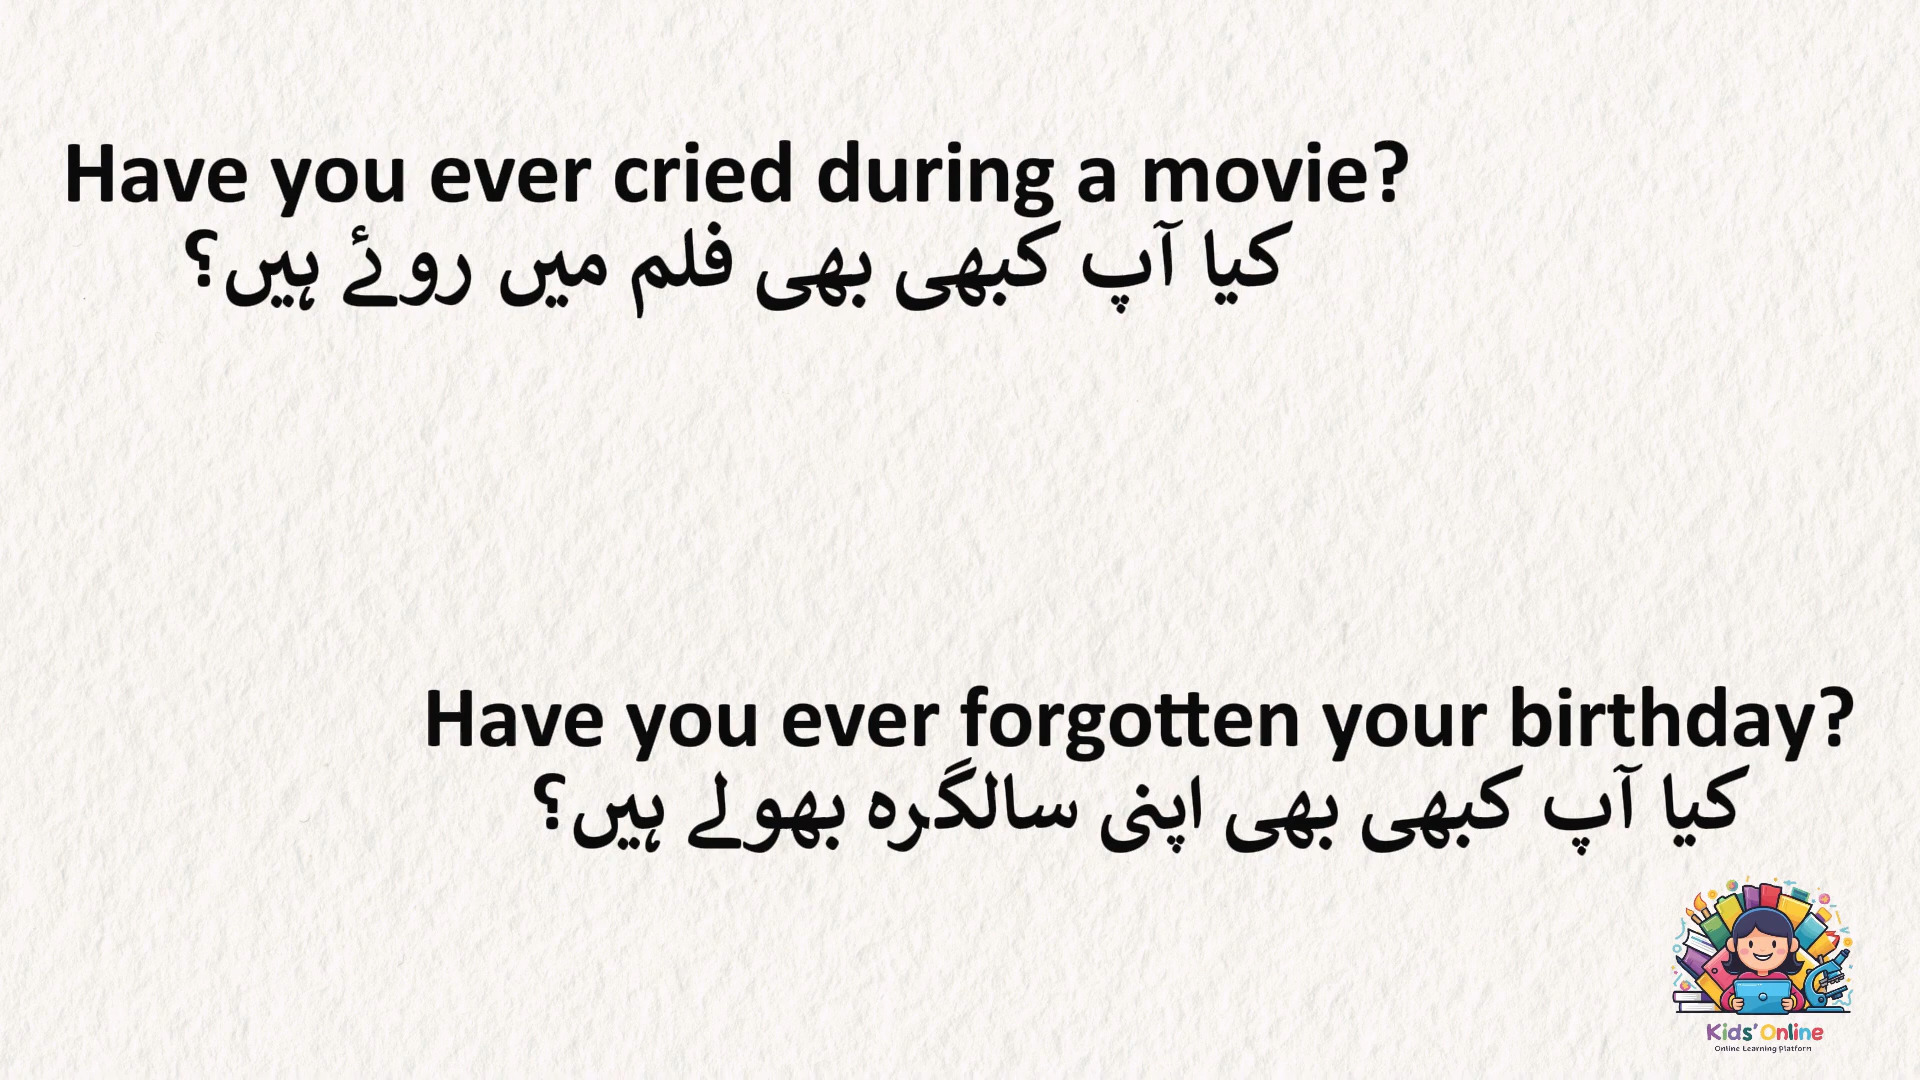 Have you ever cried during a movie?
کیا آپ کبھی بھی فلم میں روئے ہیں؟
Have you ever forgotten your birthday?
کیا آپ کبھی بھی اپنی سالگرہ بھولے ہیں؟
Kids' Online
Online Learning Platform